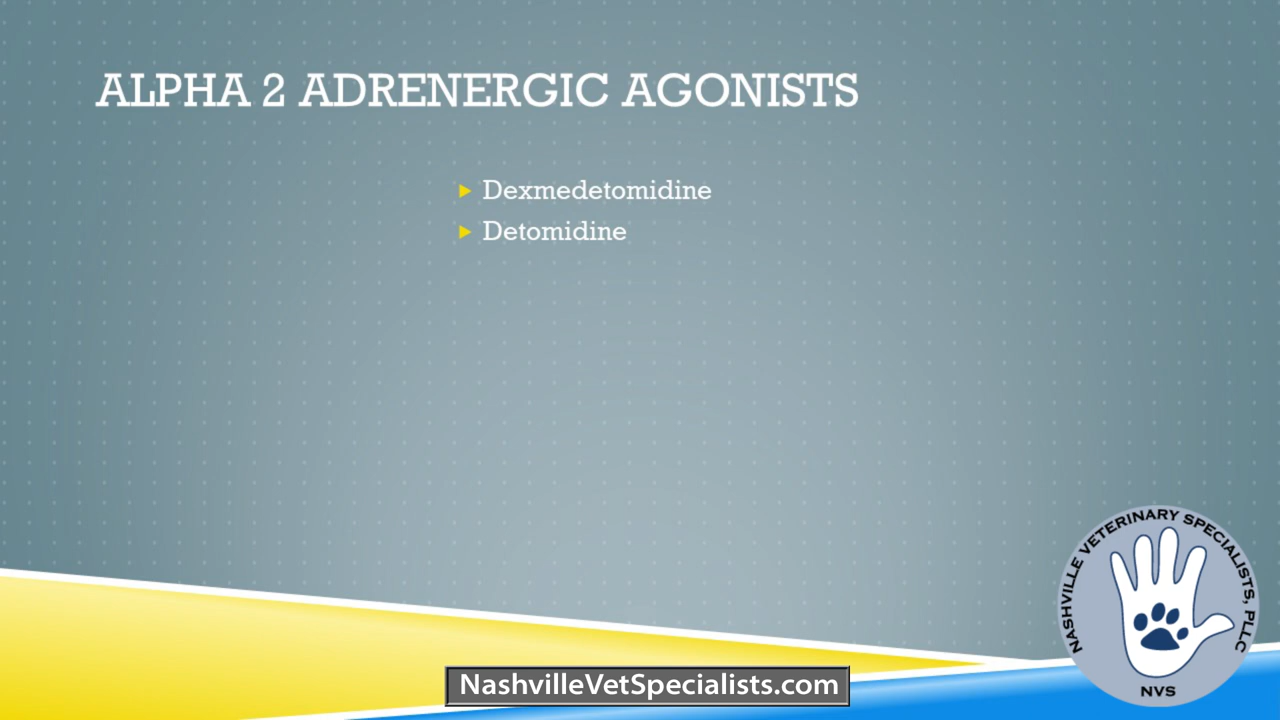 ALPHA 2 ADRENERGIC AGONISTS
Dexmedetomidine
Detomidine
NASHVILLE VETERINARY SPECIALISTS, PLLC
NVS
NashvilleVetSpecialists.com